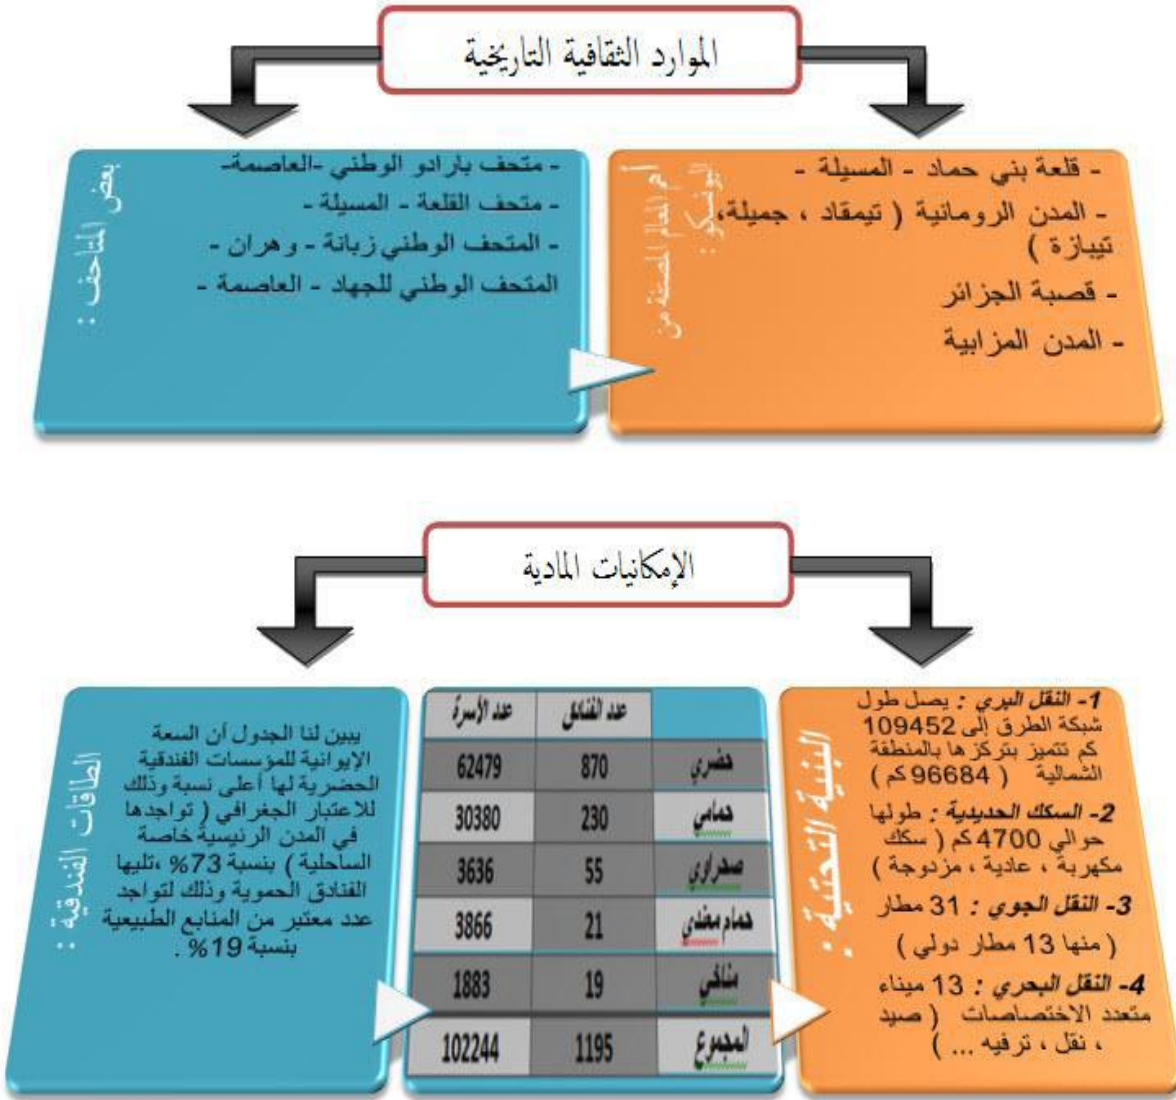 الموارد الثقافية التاريخية
أهم المعالم المصنفة من
اليونسكو :
- قلعة بني حماد - المسيلة -
- المدن الرومانية ( تيمقاد ، جميلة،
تيبازة )
- قصبة الجزائر
- المدن المزابية
بعض المتاحف :
- متحف بارادو الوطني -العاصمة-
- متحف القلعة - المسيلة -
- المتحف الوطني زبانة - وهران -
المتحف الوطني للجهاد - العاصمة -
الإمكانيات المادية
البنية التحتية :
1- النقل البري : يصل طول
شبكة الطرق إلى 109452
كم تتميز بتركزها بالمنطقة
الشمالية ( 96684 كم )
2- السكك الحديدية : طولها
حوالي 4700 كم ( سكك
مكهربة ، عادية ، مزدوجة )
3- النقل الجوي : 31 مطار
( منها 13 مطار دولي )
4- النقل البحري : 13 ميناء
متعدد الاختصاصات ( صيد
، نقل ، ترفيه ... )
عدد الفنادق عدد الأسرة
حضري 870 62479
حمامي 230 30380
صحراوي 55 3636
حمام معدني 21 3866
مناخي 19 1883
المجموع 1195 102244
الطاقات الفندقية :
يبين لنا الجدول أن السعة
الإيوائية للمؤسسات الفندقية
الحضرية لها أعلى نسبة وذلك
للاعتبار الجغرافي ( تواجدها
في المدن الرئيسية خاصة
الساحلية ) بنسبة 73% ،تليها
الفنادق الحموية وذلك لتواجد
عدد معتبر من المنابع الطبيعية
بنسبة 19% .